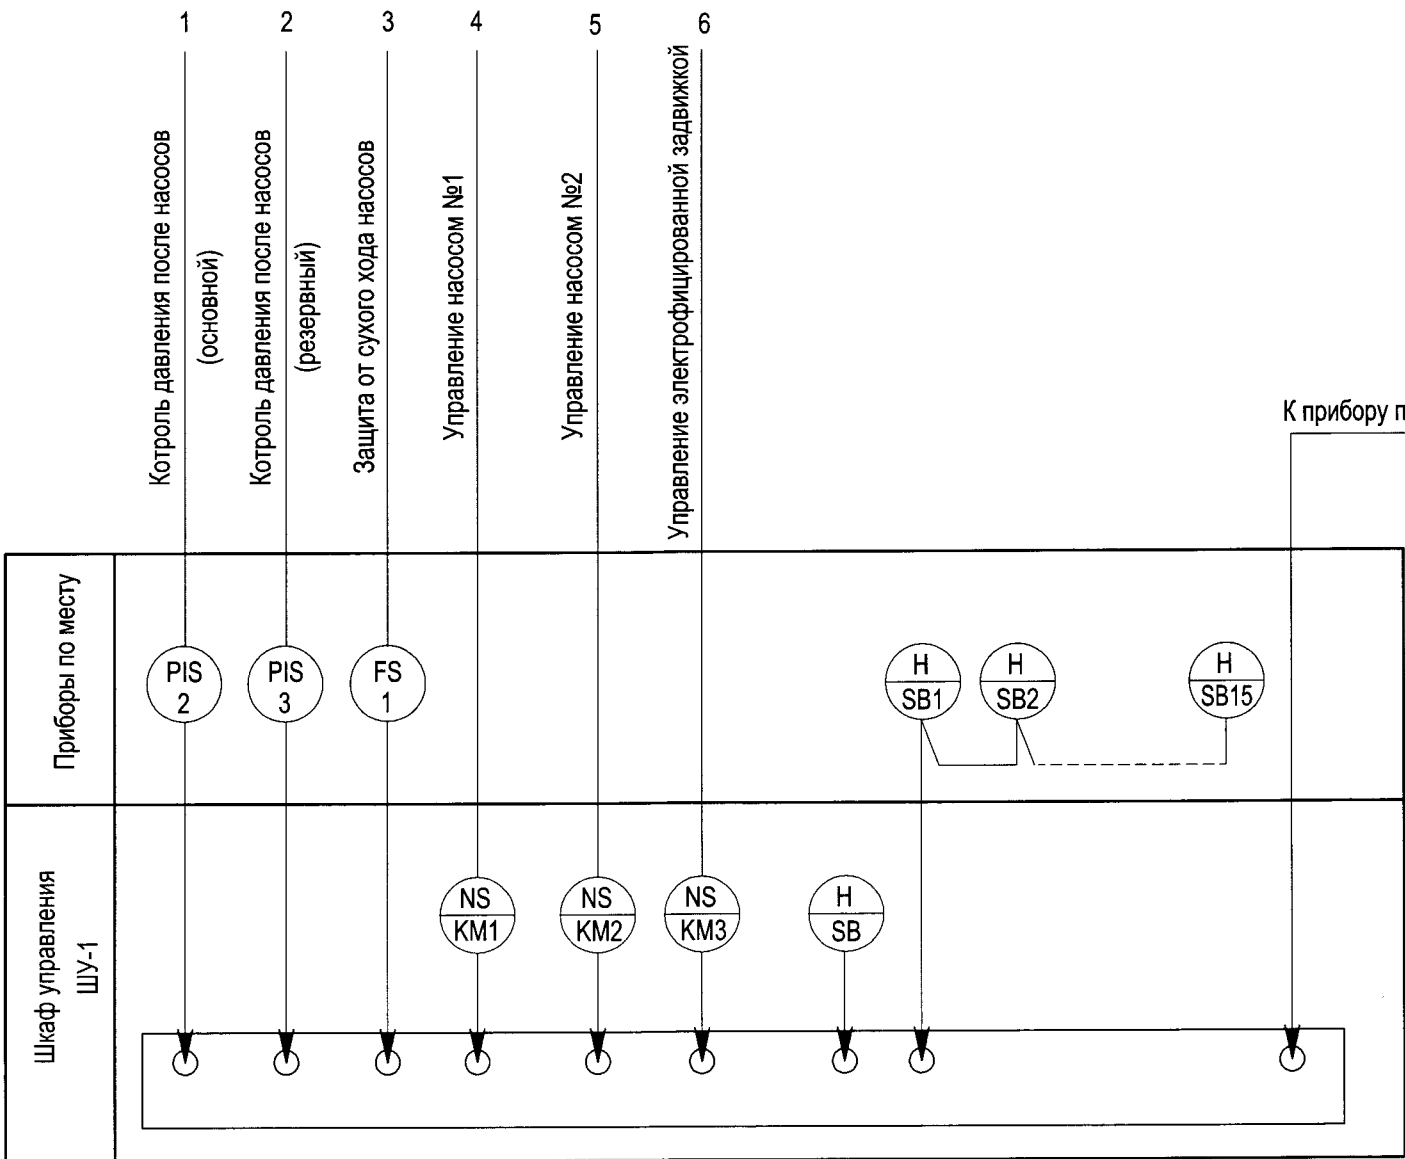 1
2
3
4
5
6
Котроль давления после насосов
(основной)
Котроль давления после насосов
(резервный)
Защита от сухого хода насосов
Управление насосом №1
Управление насосом №2
Управление электрофицированной задвижкой
К прибору п
Приборы по месту
PIS
2
PIS
3
FS
1
H
SB1
H
SB2
H
SB15
Шкаф управления
ШУ-1
NS
KM1
NS
KM2
NS
KM3
H
SB